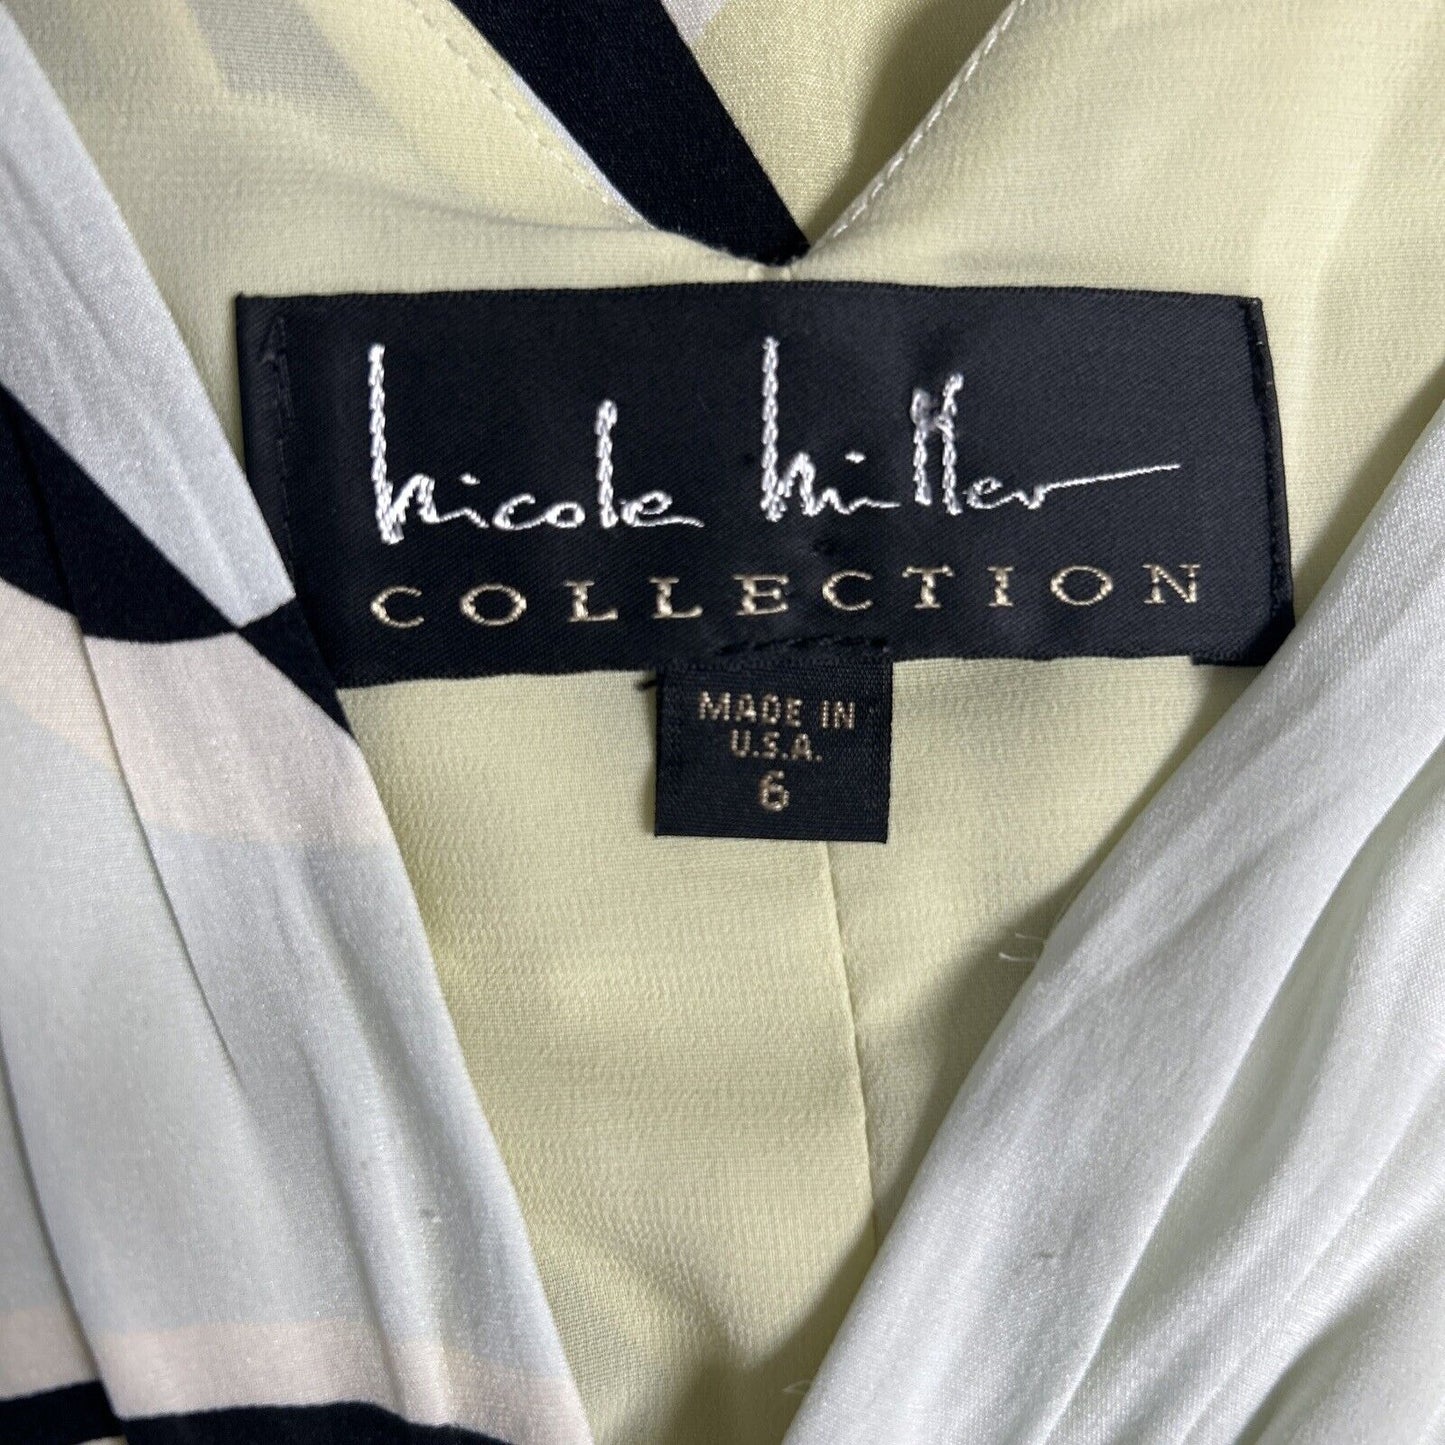 Nicole Miller
COLLECTION
MADE IN
U.S.A.
6